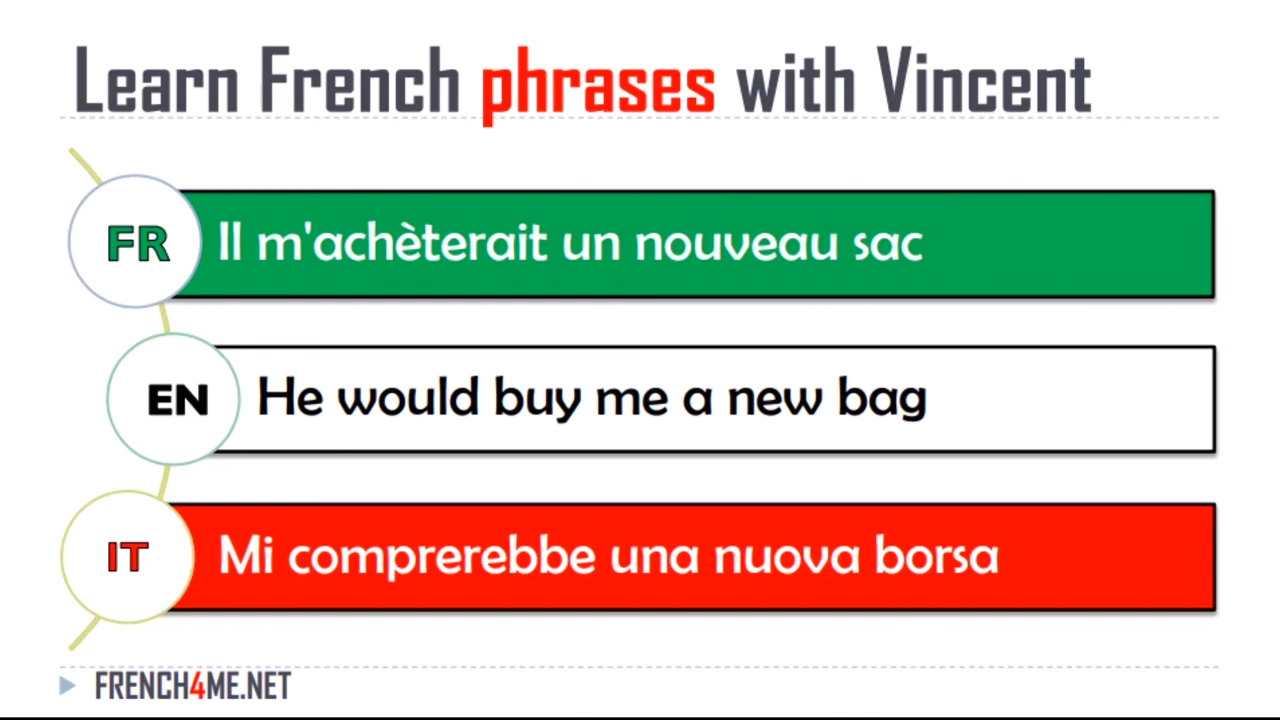 Learn French phrases with Vincent
FR
Il m'achèterait un nouveau sac
EN
He would buy me a new bag
IT
Mi comprerebbe una nuova borsa
FRENCH4ME.NET